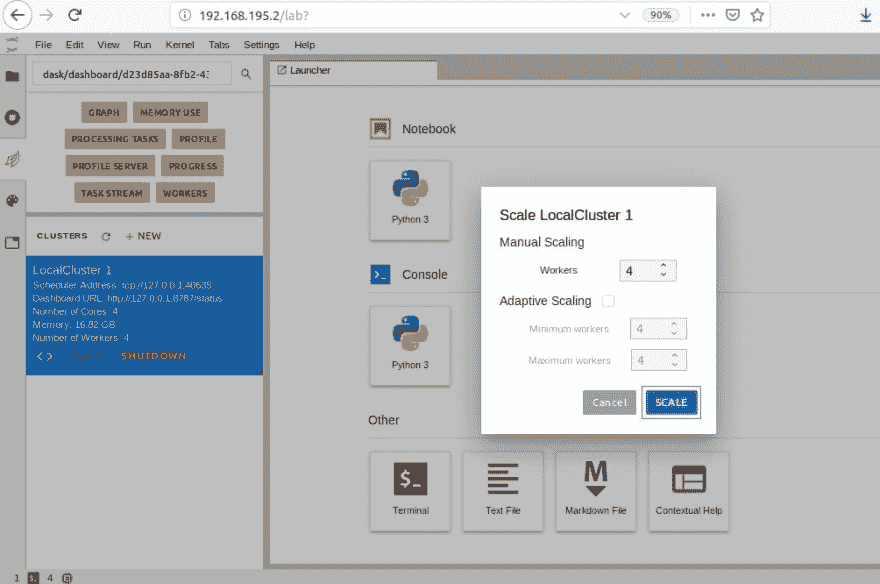 192.168.195.2/lab?
90%
File Edit View Run Kernel Tabs Settings Help
dask/dashboard/d23d85aa-8fb2-43
GRAPH MEMORY USE
PROCESSING TASKS PROFILE
PROFILE SERVER PROGRESS
TASK STREAM WORKERS
CLUSTERS + NEW
LocalCluster 1
Scheduler Address: tcp://127.0.0.1:40635
Dashboard URL: http://127.0.0.1:8787/status
Number of Cores: 4
Memory: 16.82 GB
Number of Workers: 4
<> SHUTDOWN
Launcher
Notebook
Python 3
Console
Python 3
Other
$_
M
Terminal Text File Markdown File Contextual Help
Scale LocalCluster 1
Manual Scaling
Workers 4
Adaptive Scaling
Minimum workers 4
Maximum workers 4
Cancel SCALE
1 4